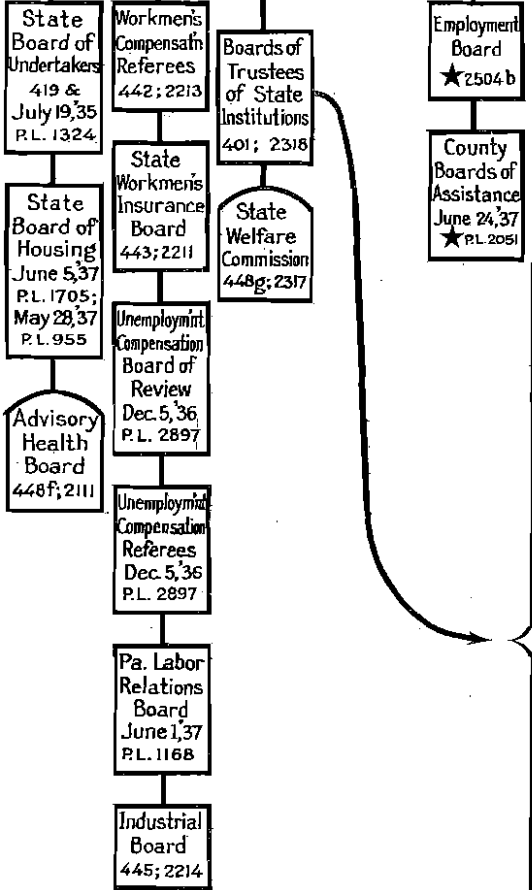 State
Board of
Undertakers
419 &
July 19,'35
P.L. 1324
State
Board of
Housing
June 5,'37
P.L. 1705;
May 28,'37
P.L. 955
Advisory
Health
Board
448f; 2111
Workmen's
Compensat'n
Referees
442; 2213
State
Workmen's
Insurance
Board
443; 2211
Unemploym'nt
Compensation
Board of
Review
Dec. 5,'36
P.L. 2897
Unemploym'nt
Compensation
Referees
Dec. 5,'36
P.L. 2897
Pa. Labor
Relations
Board
June 1,'37
P.L. 1168
Industrial
Board
445; 2214
Boards of
Trustees
of State
Institutions
401; 2318
State
Welfare
Commission
448g; 2317
Employment
Board
★ 2504 b
County
Boards of
Assistance
June 24,'37
★ P.L. 2051